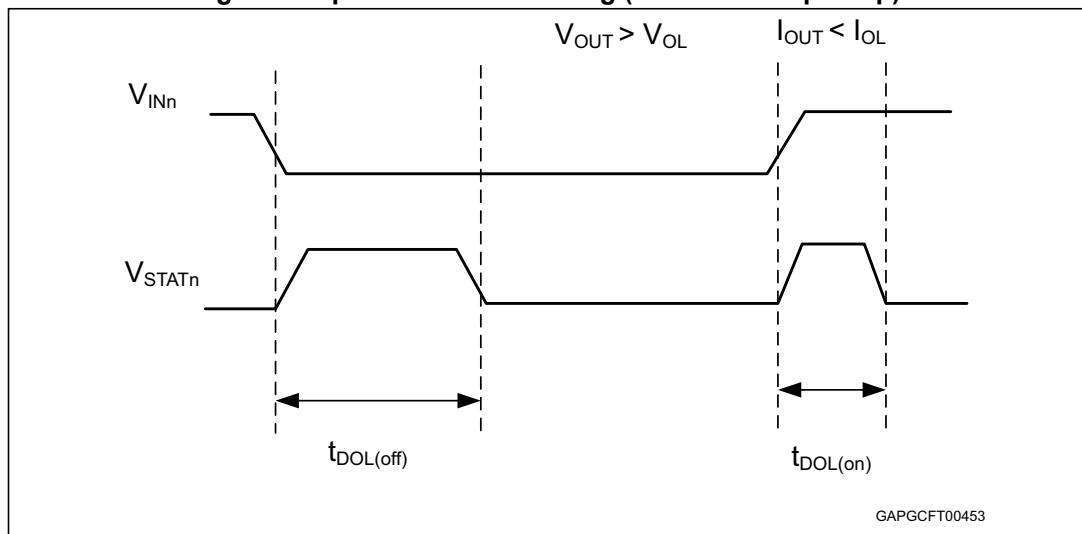 V_OUT > V_OL I_OUT < I_OL
V_INn
V_STATn
t_DOL(off)
t_DOL(on)
GAPGCFT00453